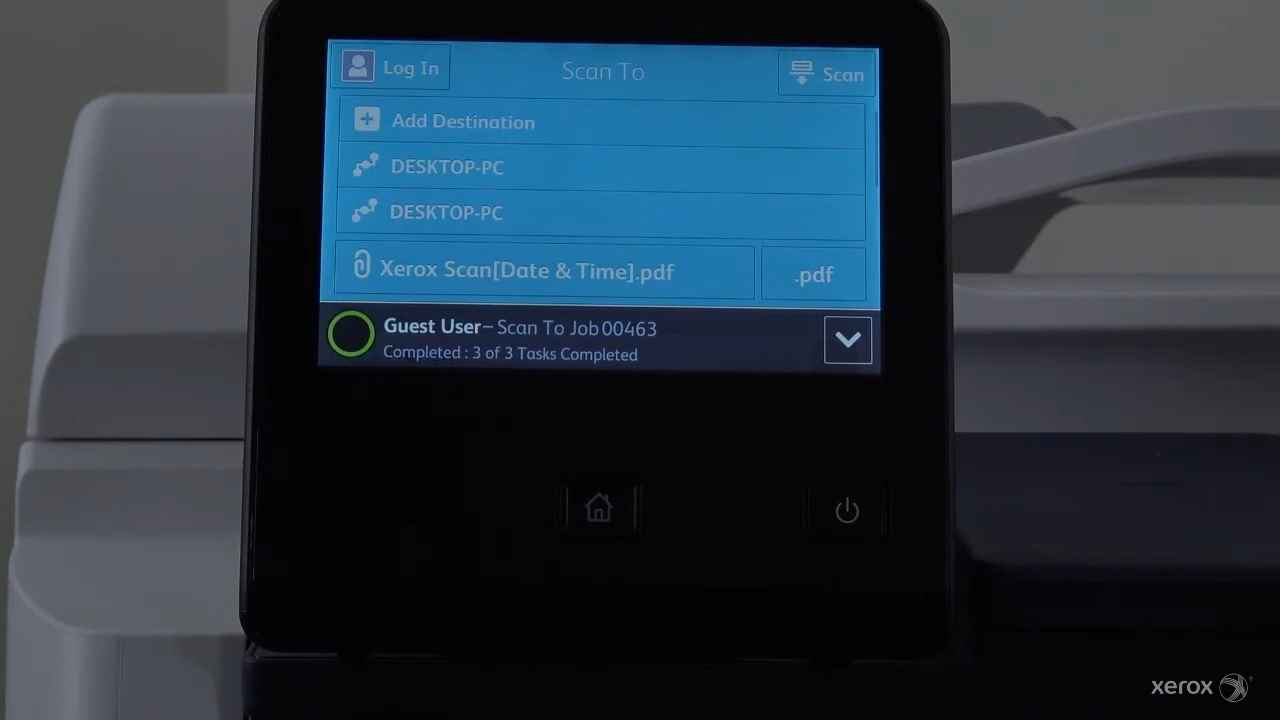 Log In
Scan To
Scan
Add Destination
DESKTOP-PC
DESKTOP-PC
Xerox Scan[Date & Time].pdf
.pdf
Guest User– Scan To Job 00463
Completed : 3 of 3 Tasks Completed
xerox